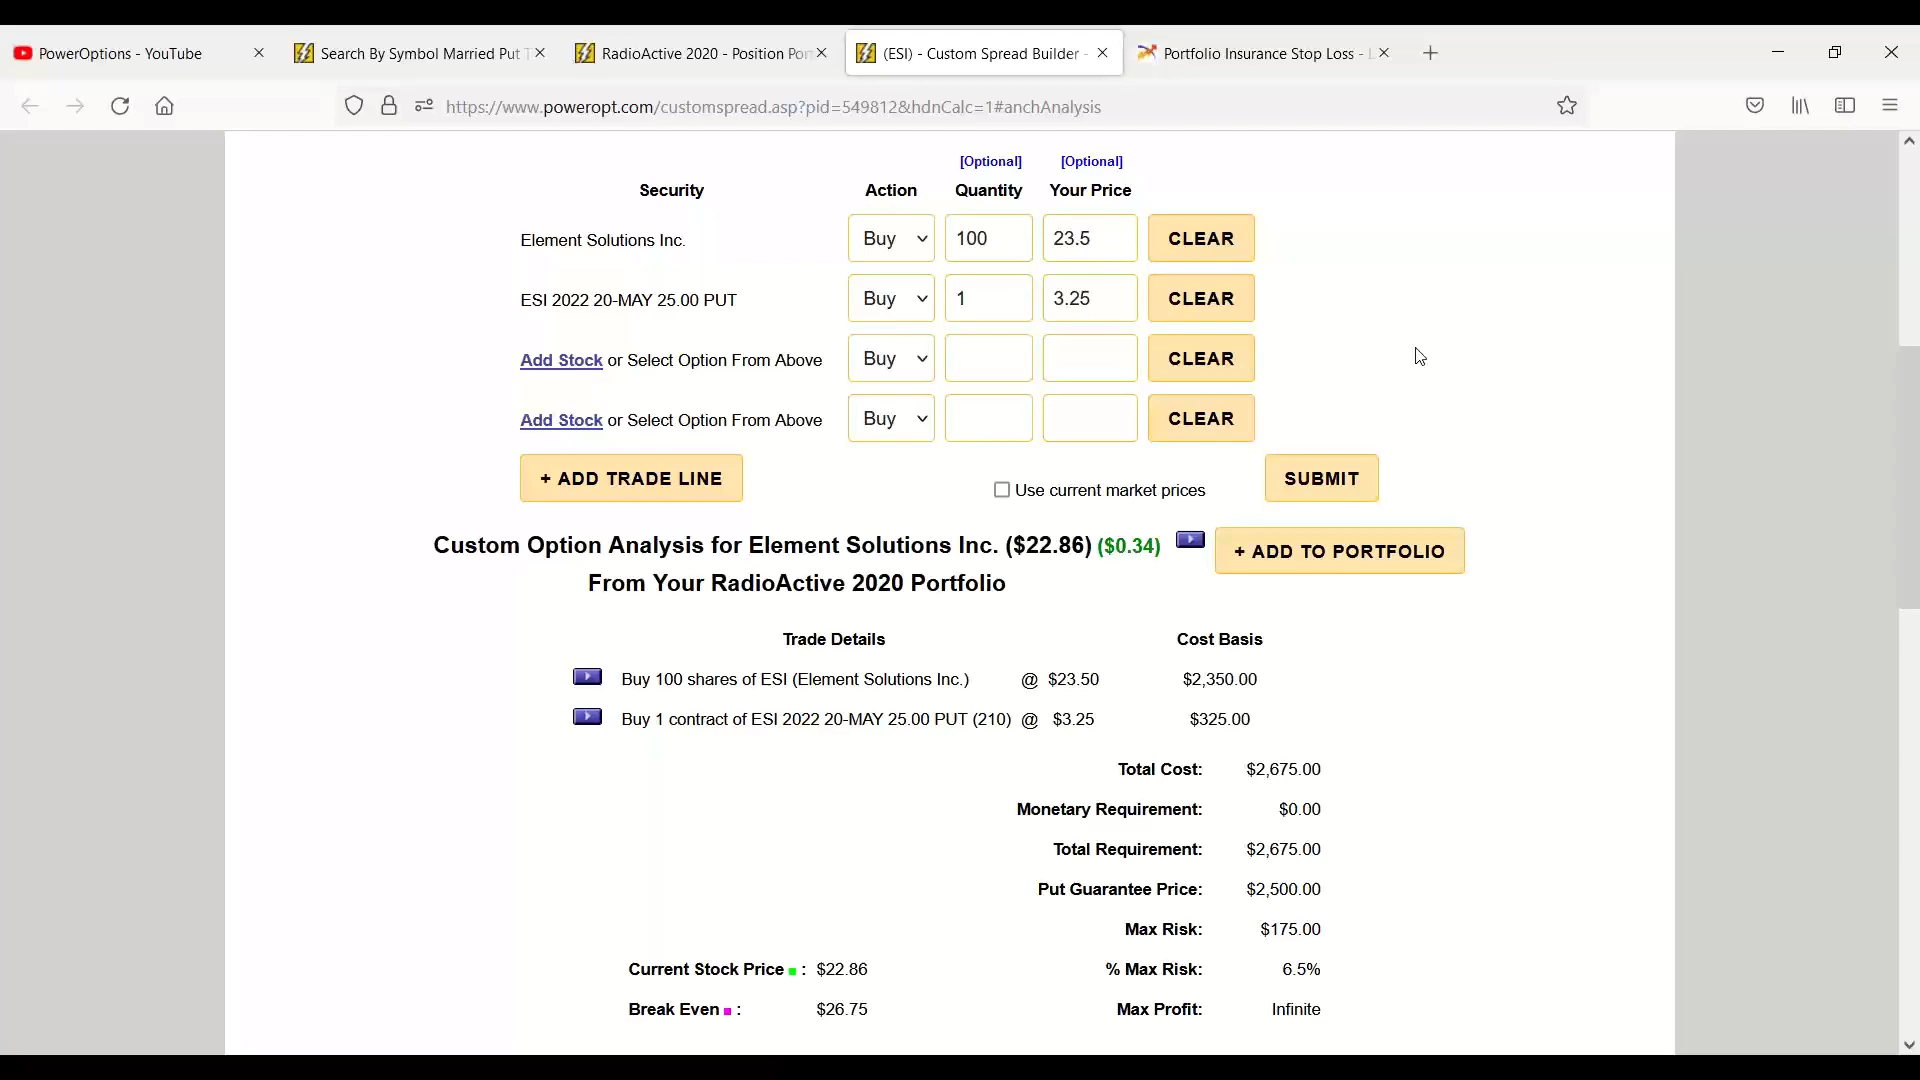 PowerOptions - YouTube
Search By Symbol Married Put T
RadioActive 2020 - Position Por
(ESI) - Custom Spread Builder -
Portfolio Insurance Stop Loss -
https://www.poweropt.com/customspread.asp?pid=549812&hdnCalc=1#anchAnalysis
[Optional] [Optional]
Security Action Quantity Your Price
Element Solutions Inc. Buy 100 23.5 CLEAR
ESI 2022 20-MAY 25.00 PUT Buy 1 3.25 CLEAR
Add Stock or Select Option From Above Buy CLEAR
Add Stock or Select Option From Above Buy CLEAR
+ ADD TRADE LINE Use current market prices SUBMIT
Custom Option Analysis for Element Solutions Inc. ($22.86) ($0.34) + ADD TO PORTFOLIO
From Your RadioActive 2020 Portfolio
Trade Details Cost Basis
Buy 100 shares of ESI (Element Solutions Inc.) @ $23.50 $2,350.00
Buy 1 contract of ESI 2022 20-MAY 25.00 PUT (210) @ $3.25 $325.00
Total Cost: $2,675.00
Monetary Requirement: $0.00
Total Requirement: $2,675.00
Put Guarantee Price: $2,500.00
Max Risk: $175.00
Current Stock Price : $22.86 % Max Risk: 6.5%
Break Even : $26.75 Max Profit: Infinite